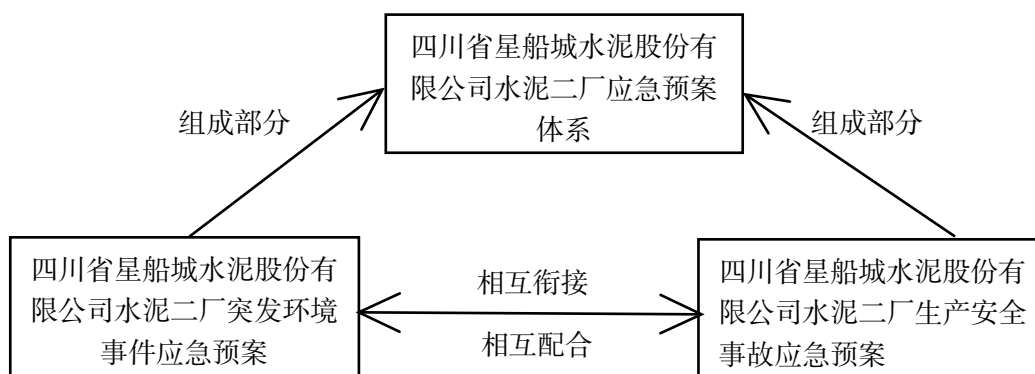 四川省星船城水泥股份有
限公司水泥二厂应急预案
体系
组成部分
组成部分
四川省星船城水泥股份有
限公司水泥二厂突发环境
事件应急预案
相互衔接
相互配合
四川省星船城水泥股份有
限公司水泥二厂生产安全
事故应急预案